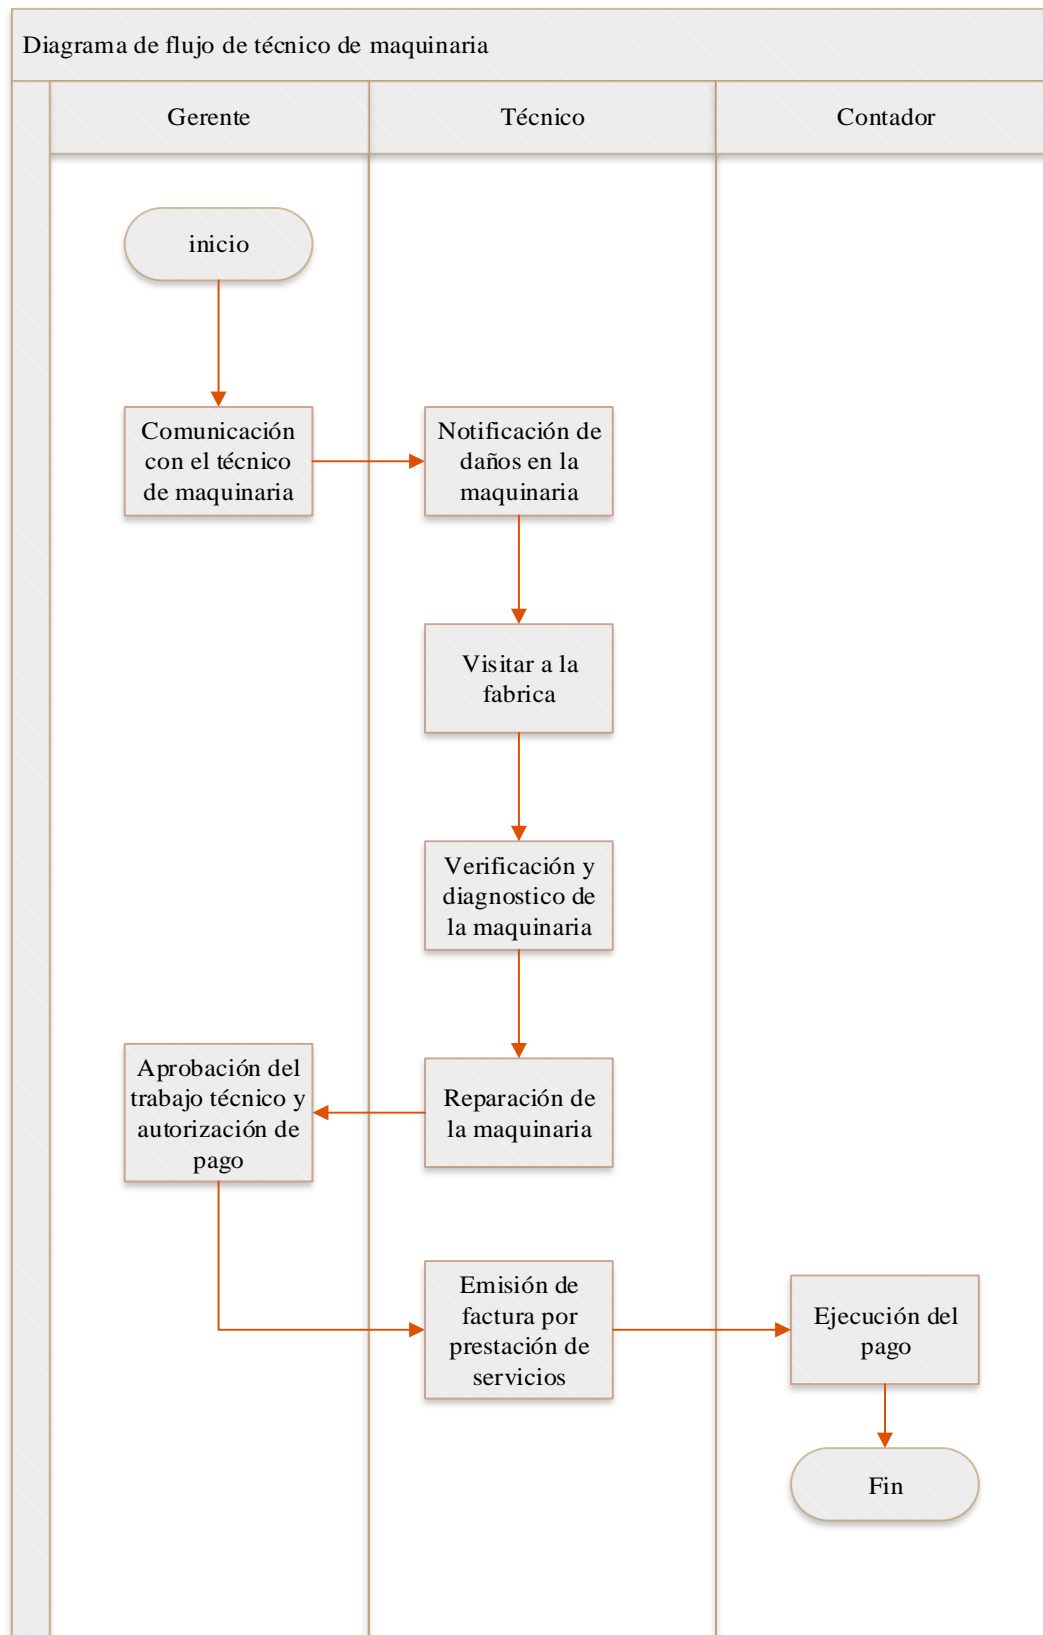 Diagrama de flujo de técnico de maquinaria
Gerente
Técnico
Contador
inicio
Comunicación
con el técnico
de maquinaria
Notificación de
daños en la
maquinaria
Visitar a la
fabrica
Verificación y
diagnostico de
la maquinaria
Reparación de
la maquinaria
Aprobación del
trabajo técnico y
autorización de
pago
Emisión de
factura por
prestación de
servicios
Ejecución del
pago
Fin